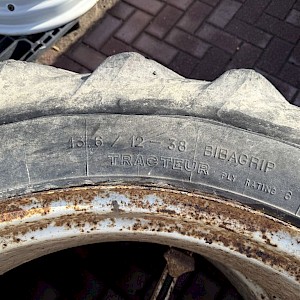 13.6 / 12 - 38 BIBAGRIP
TRACTEUR PLY RATING 6